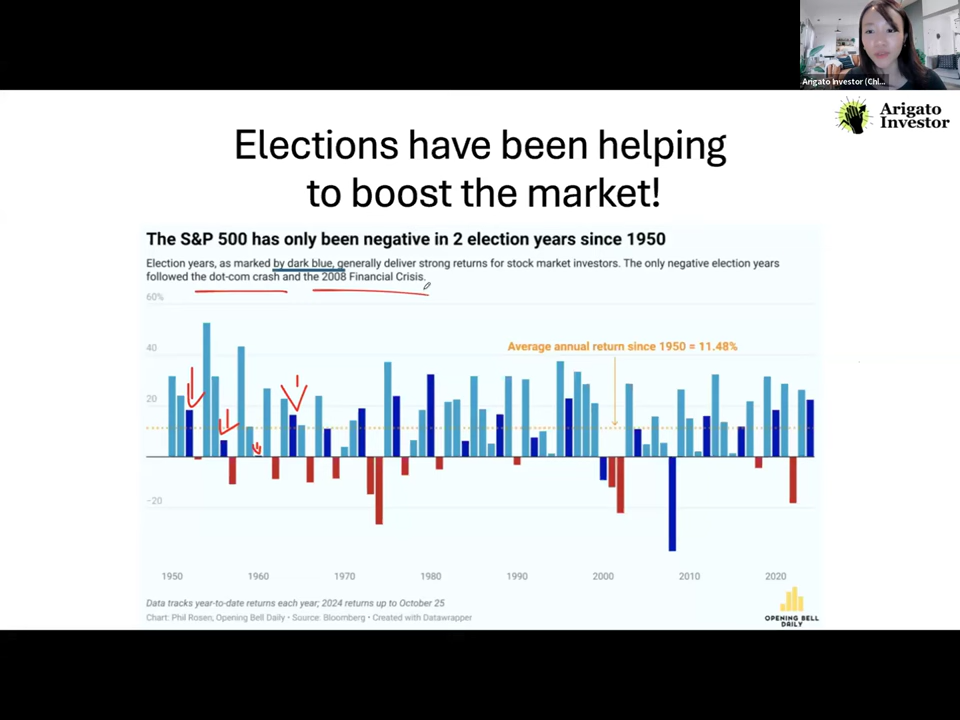 Arigato Investor (Chl...
Arigato
Investor
Elections have been helping
to boost the market!
The S&P 500 has only been negative in 2 election years since 1950
Election years, as marked by dark blue, generally deliver strong returns for stock market investors. The only negative election years
followed the dot-com crash and the 2008 Financial Crisis.
60%
Average annual return since 1950 = 11.48%
40
20
-20
1950 1960 1970 1980 1990 2000 2010 2020
Data tracks year-to-date returns each year; 2024 returns up to October 25
Chart: Phil Rosen, Opening Bell Daily • Source: Bloomberg • Created with Datawrapper
OPENING BELL
DAILY